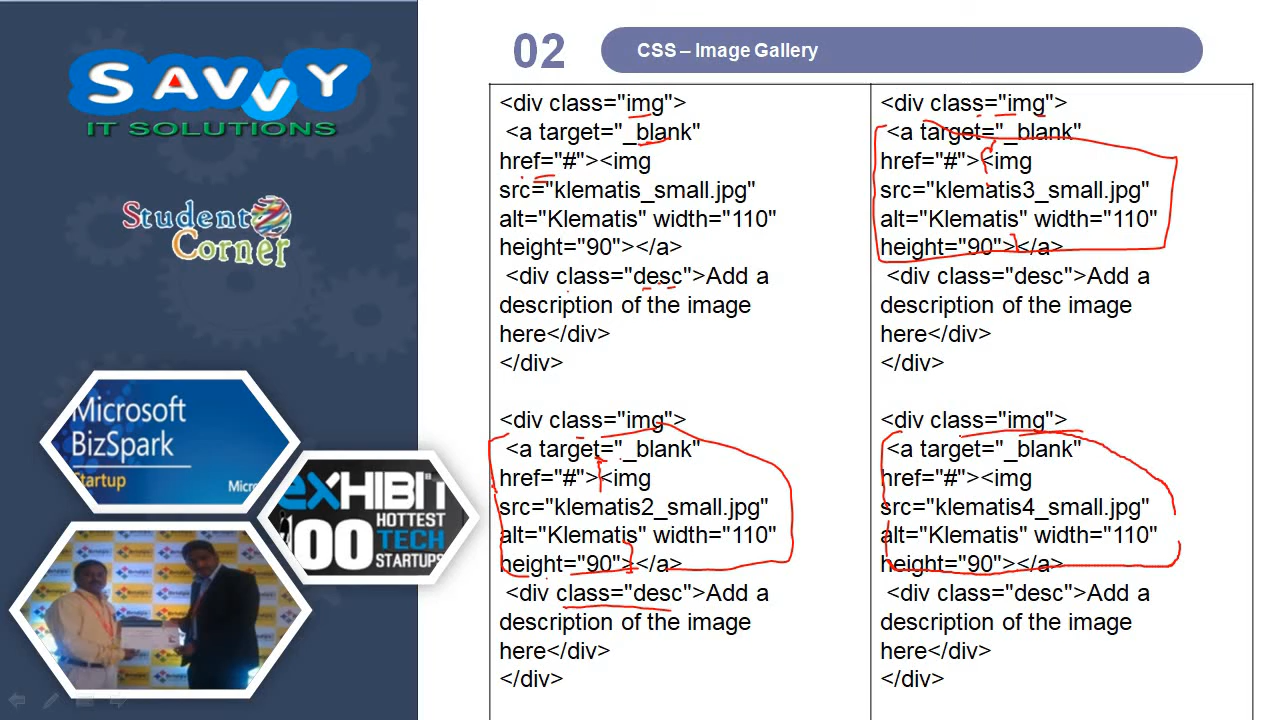 SAVVY
IT SOLUTIONS
Student
Corner
Microsoft
BizSpark
Startup
Micros
eXHIBIT
100
HOTTEST
TECH
STARTUPS
02
CSS – Image Gallery
<div class="img">
<a target="_blank"
href="#"><img
src="klematis_small.jpg"
alt="Klematis" width="110"
height="90"></a>
<div class="desc">Add a
description of the image
here</div>
</div>
<div class="img">
<a target="_blank"
href="#"><img
src="klematis2_small.jpg"
alt="Klematis" width="110"
height="90"></a>
<div class="desc">Add a
description of the image
here</div>
</div>
<div class="img">
<a target="_blank"
href="#"><img
src="klematis3_small.jpg"
alt="Klematis" width="110"
height="90"></a>
<div class="desc">Add a
description of the image
here</div>
</div>
<div class="img">
<a target="_blank"
href="#"><img
src="klematis4_small.jpg"
alt="Klematis" width="110"
height="90"></a>
<div class="desc">Add a
description of the image
here</div>
</div>